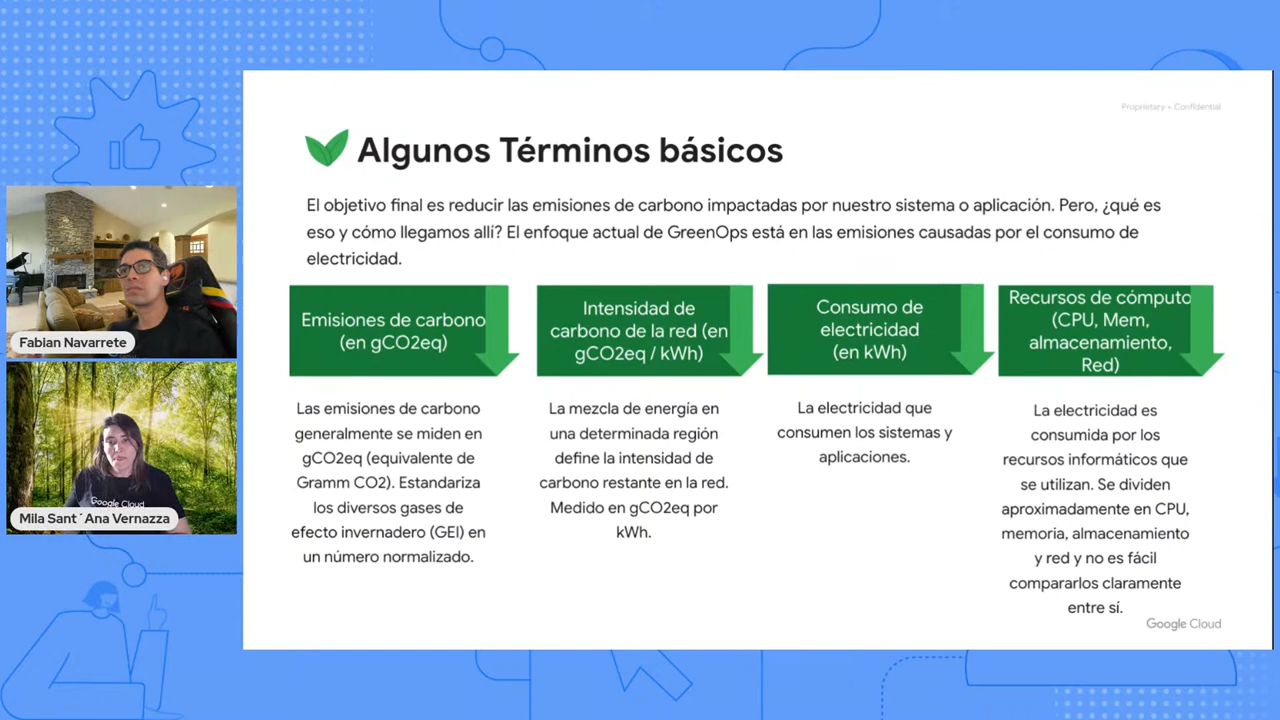 Proprietary + Confidential
Algunos Términos básicos
El objetivo final es reducir las emisiones de carbono impactadas por nuestro sistema o aplicación. Pero, ¿qué es
eso y cómo llegamos allí? El enfoque actual de GreenOps está en las emisiones causadas por el consumo de
electricidad.
Emisiones de carbono
(en gCO2eq)
Las emisiones de carbono
generalmente se miden en
gCO2eq (equivalente de
Gramm CO2). Estandariza
los diversos gases de
efecto invernadero (GEI) en
un número normalizado.
Intensidad de
carbono de la red (en
gCO2eq / kWh)
La mezcla de energía en
una determinada región
define la intensidad de
carbono restante en la red.
Medido en gCO2eq por
kWh.
Consumo de
electricidad
(en kWh)
La electricidad que
consumen los sistemas y
aplicaciones.
Recursos de cómputo
(CPU, Mem,
almacenamiento,
Red)
La electricidad es
consumida por los
recursos informáticos que
se utilizan. Se dividen
aproximadamente en CPU,
memoria, almacenamiento
y red y no es fácil
compararlos claramente
entre sí.
Google Cloud
Fabian Navarrete
Google Cloud
Mila Sant´Ana Vernazza